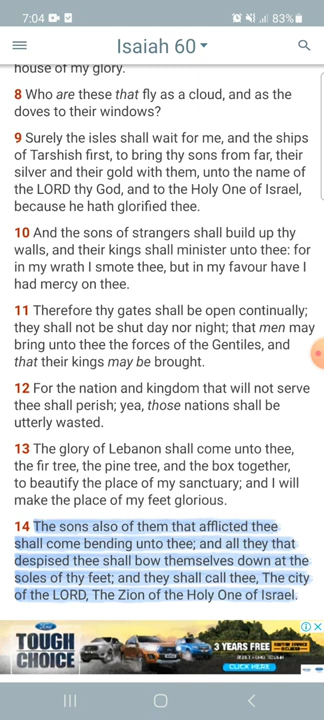 7:04 83%
Isaiah 60
house of my glory.
8 Who are these that fly as a cloud, and as the
doves to their windows?
9 Surely the isles shall wait for me, and the ships
of Tarshish first, to bring thy sons from far, their
silver and their gold with them, unto the name of
the LORD thy God, and to the Holy One of Israel,
because he hath glorified thee.
10 And the sons of strangers shall build up thy
walls, and their kings shall minister unto thee: for
in my wrath I smote thee, but in my favour have I
had mercy on thee.
11 Therefore thy gates shall be open continually;
they shall not be shut day nor night; that men may
bring unto thee the forces of the Gentiles, and
that their kings may be brought.
12 For the nation and kingdom that will not serve
thee shall perish; yea, those nations shall be
utterly wasted.
13 The glory of Lebanon shall come unto thee,
the fir tree, the pine tree, and the box together,
to beautify the place of my sanctuary; and I will
make the place of my feet glorious.
14 The sons also of them that afflicted thee
shall come bending unto thee; and all they that
despised thee shall bow themselves down at the
soles of thy feet; and they shall call thee, The city
of the LORD, The Zion of the Holy One of Israel.
Ford
TOUGH
CHOICE
3 YEARS FREE
CLICK HERE